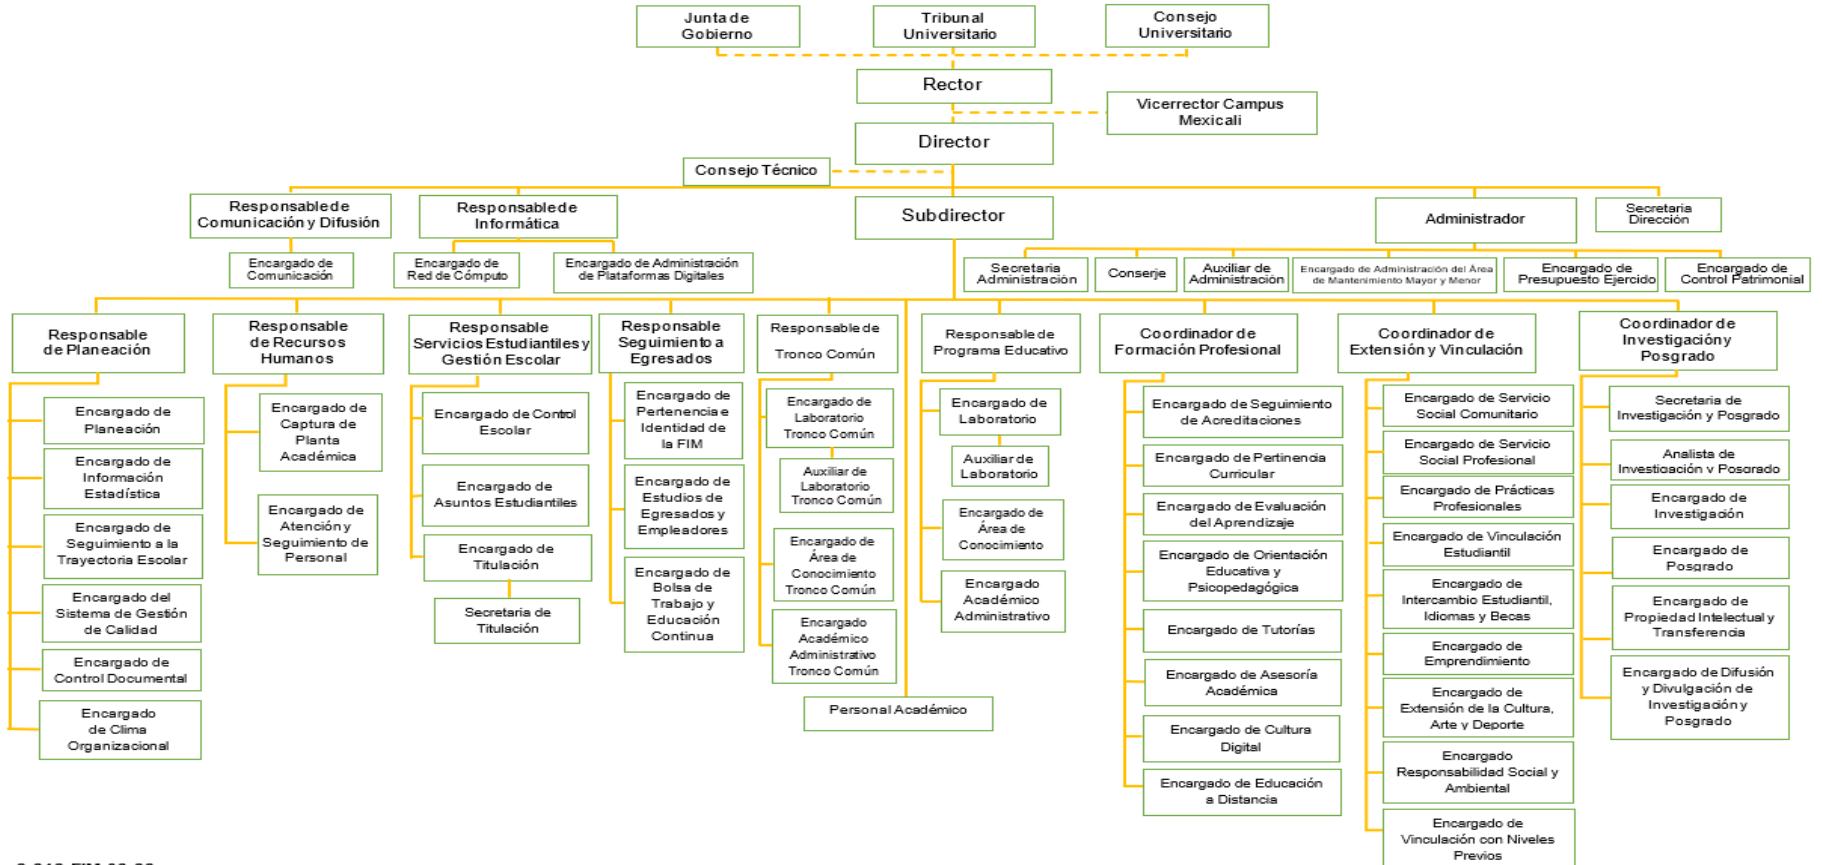 Junta de
Gobierno
Tribunal
Universitario
Consejo
Universitario
Rector
Vicerrector Campus
Mexicali
Director
Consejo Técnico
Responsable de
Comunicación y Difusión
Responsable de
Informática
Subdirector
Administrador
Secretaria
Dirección
Encargado de
Comunicación
Encargado de
Red de Cómputo
Encargado de Administración
de Plataformas Digitales
Secretaria
Administración
Conserje
Auxiliar de
Administración
Encargado de Administración del Área
de Mantenimiento Mayor y Menor
Encargado de
Presupuesto Ejercido
Encargado de
Control Patrimonial
Responsable
de Planeación
Encargado de
Planeación
Encargado de
Información
Estadística
Encargado de
Seguimiento a la
Trayectoria Escolar
Encargado del
Sistema de Gestión
de Calidad
Encargado de
Control Documental
Encargado
de Clima
Organizacional
Responsable
de Recursos
Humanos
Encargado de
Captura de
Planta
Académica
Encargado de
Atención y
Seguimiento de
Personal
Responsable
Servicios Estudiantiles y
Gestión Escolar
Encargado de Control
Escolar
Encargado de
Asuntos Estudiantiles
Encargado de
Titulación
Secretaria de
Titulación
Responsable
Seguimiento a
Egresados
Encargado de
Pertenencia e
Identidad de
la FIM
Encargado de
Estudios de
Egresados y
Empleadores
Encargado de
Bolsa de
Trabajo y
Educación
Continua
Responsable de
Tronco Común
Encargado de
Laboratorio
Tronco Común
Auxiliar de
Laboratorio
Tronco Común
Encargado de
Área de
Conocimiento
Tronco Común
Encargado
Académico
Administrativo
Tronco Común
Personal Académico
Responsable de
Programa Educativo
Encargado de
Laboratorio
Auxiliar de
Laboratorio
Encargado de
Área de
Conocimiento
Encargado
Académico
Administrativo
Coordinador de
Formación Profesional
Encargado de Seguimiento
de Acreditaciones
Encargado de Pertinencia
Curricular
Encargado de Evaluación
del Aprendizaje
Encargado de Orientación
Educativa y
Psicopedagógica
Encargado de Tutorías
Encargado de Asesoría
Académica
Encargado de Cultura
Digital
Encargado de Educación
a Distancia
Coordinador de
Extensión y Vinculación
Encargado de Servicio
Social Comunitario
Encargado de Servicio
Social Profesional
Encargado de Prácticas
Profesionales
Encargado de Vinculación
Estudiantil
Encargado de
Intercambio Estudiantil,
Idiomas y Becas
Encargado de
Emprendimiento
Encargado de
Extensión de la Cultura,
Arte y Deporte
Encargado
Responsabilidad Social y
Ambiental
Encargado de
Vinculación con Niveles
Previos
Coordinador de
Investigación y
Posgrado
Secretaria de
Investigación y Posgrado
Analista de
Investigación y Posgrado
Encargado de
Investigación
Encargado de
Posgrado
Encargado de
Propiedad Intelectual y
Transferencia
Encargado de Difusión
y Divulgación de
Investigación y
Posgrado